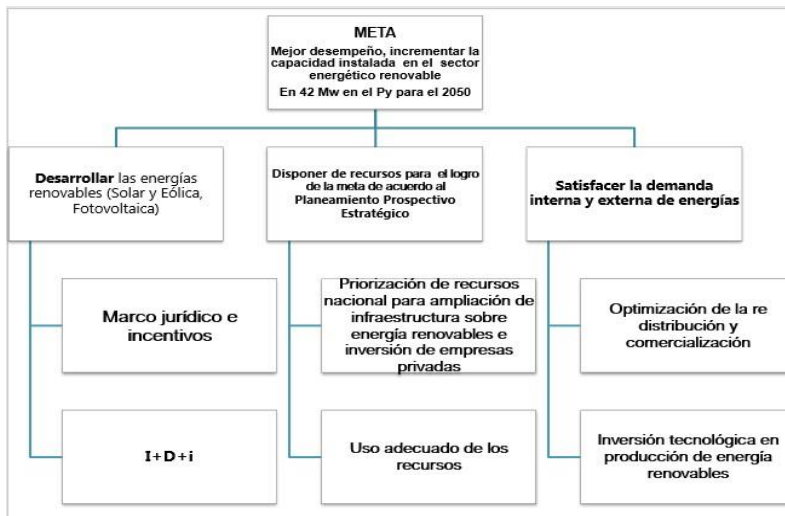 META
Mejor desempeño, incrementar la
capacidad instalada en el sector
energético renovable
En 42 Mw en el Py para el 2050
Desarrollar las energías
renovables (Solar y Eólica,
Fotovoltaica)
Disponer de recursos para el logro
de la meta de acuerdo al
Planeamiento Prospectivo
Estratégico
Satisfacer la demanda
interna y externa de energías
Marco jurídico e
incentivos
Priorización de recursos
nacional para ampliación de
infraestructura sobre
energía renovables e
inversión de empresas
privadas
Optimización de la re
distribución y
comercialización
I+D+i
Uso adecuado de los
recursos
Inversión tecnológica en
producción de energía
renovables